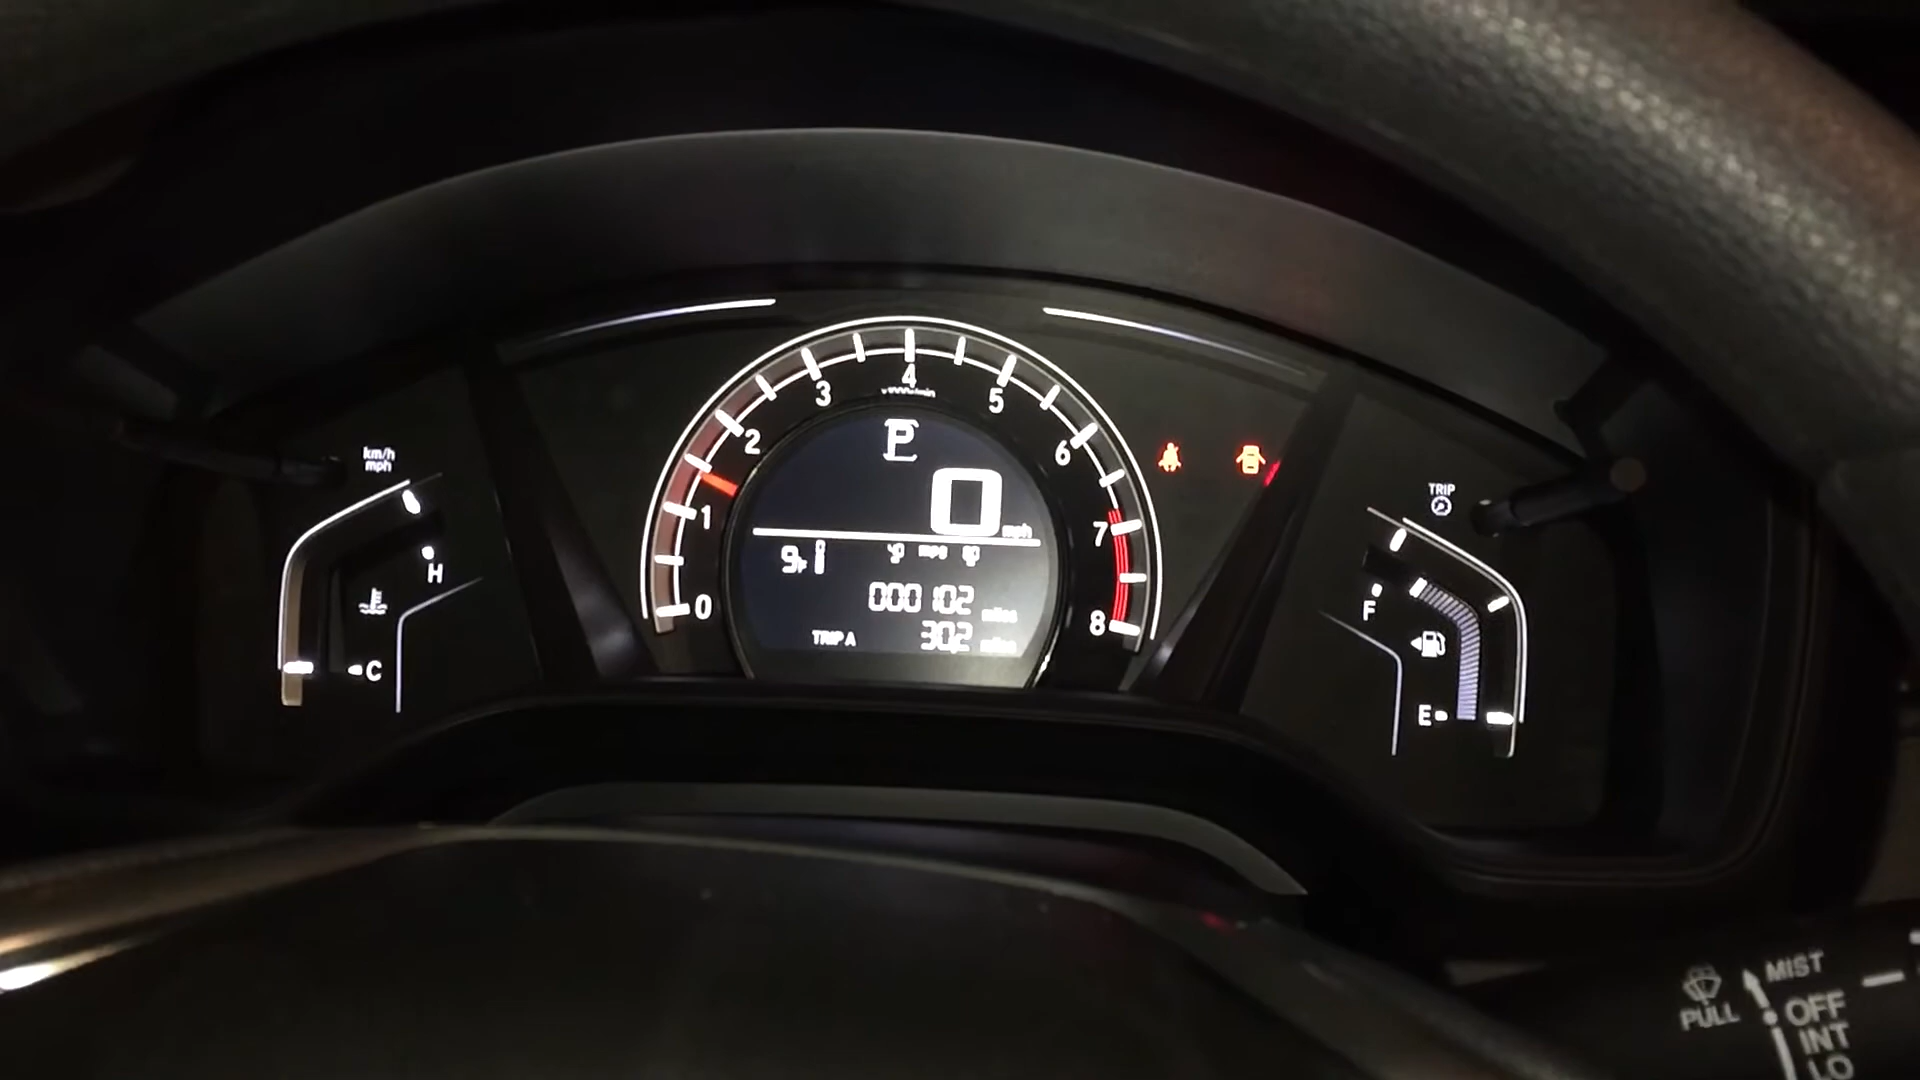 km/h
mph
H
C
0
1
2
3
4
5
6
7
8
P
0 mph
000102 miles
TRIP A 30.2 miles
TRIP
F
E
PULL
MIST
OFF
INT
LO